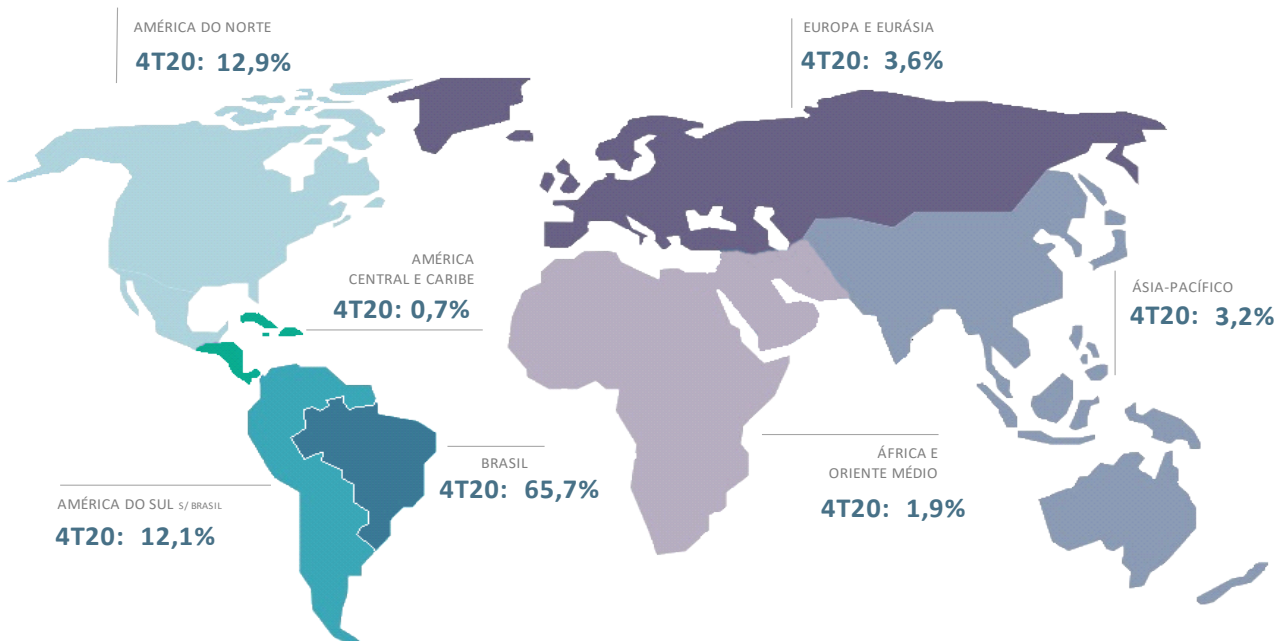 AMÉRICA DO NORTE
4T20: 12,9%
EUROPA E EURÁSIA
4T20: 3,6%
AMÉRICA
CENTRAL E CARIBE
4T20: 0,7%
ÁSIA-PACÍFICO
4T20: 3,2%
BRASIL
4T20: 65,7%
ÁFRICA E
ORIENTE MÉDIO
4T20: 1,9%
AMÉRICA DO SUL S/ BRASIL
4T20: 12,1%